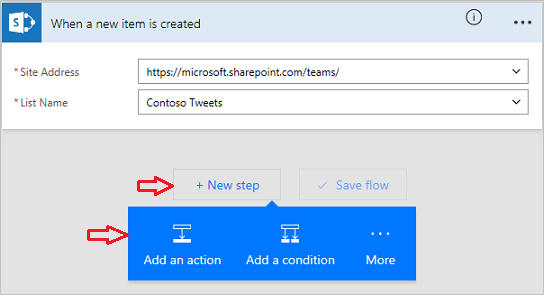 When a new item is created
* Site Address
https://microsoft.sharepoint.com/teams/
* List Name
Contoso Tweets
+ New step
Save flow
Add an action
Add a condition
More